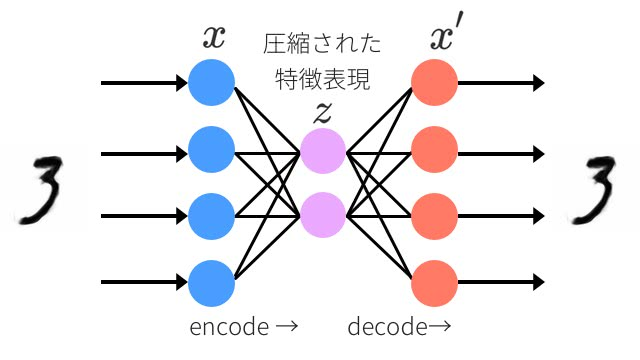 x
圧縮された
特徴表現
z
x′
3
3
encode →
decode→